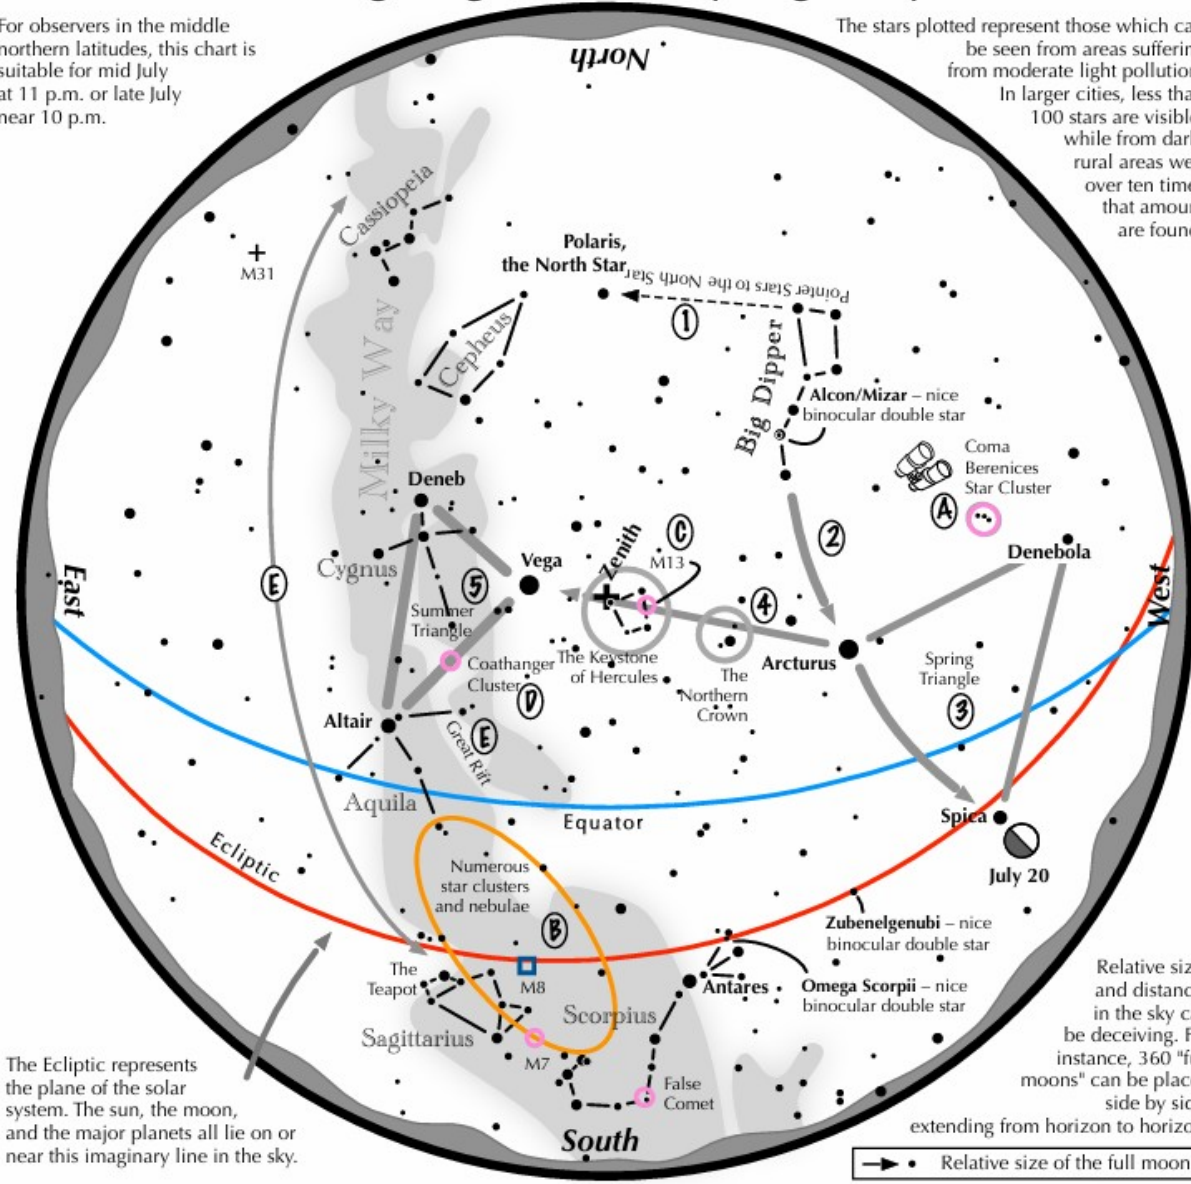 For observers in the middle
northern latitudes, this chart is
suitable for mid July
at 11 p.m. or late July
near 10 p.m.
North
The stars plotted represent those which ca
be seen from areas sufferin
from moderate light pollution
In larger cities, less tha
100 stars are visible
while from dar
rural areas we
over ten time
that amour
are found
Cassiopeia
M31
Polaris,
the North Star
Pointer Stars to the North Star
1
Cepheus
Milky Way
Big Dipper
Alcon/Mizar – nice
binocular double star
Coma
Berenices
Star Cluster
A
Deneb
Denebola
2
C
M13
Zenith
Vega
Cygnus
East
West
E
5
4
Summer
Triangle
Coathanger
Cluster
D
The Keystone
of Hercules
The
Northern
Crown
Arcturus
Spring
Triangle
3
Altair
Great Rift
E
Aquila
Equator
Spica
July 20
Ecliptic
Numerous
star clusters
and nebulae
B
Zubenelgenubi – nice
binocular double star
The
Teapot
M8
Antares
Omega Scorpii – nice
binocular double star
Scorpius
Sagittarius
M7
False
Comet
South
The Ecliptic represents
the plane of the solar
system. The sun, the moon,
and the major planets all lie on or
near this imaginary line in the sky.
Relative siz
and distanc
in the sky ca
be deceiving. F
instance, 360 "f
moons" can be place
side by sid
extending from horizon to horizo
Relative size of the full moon